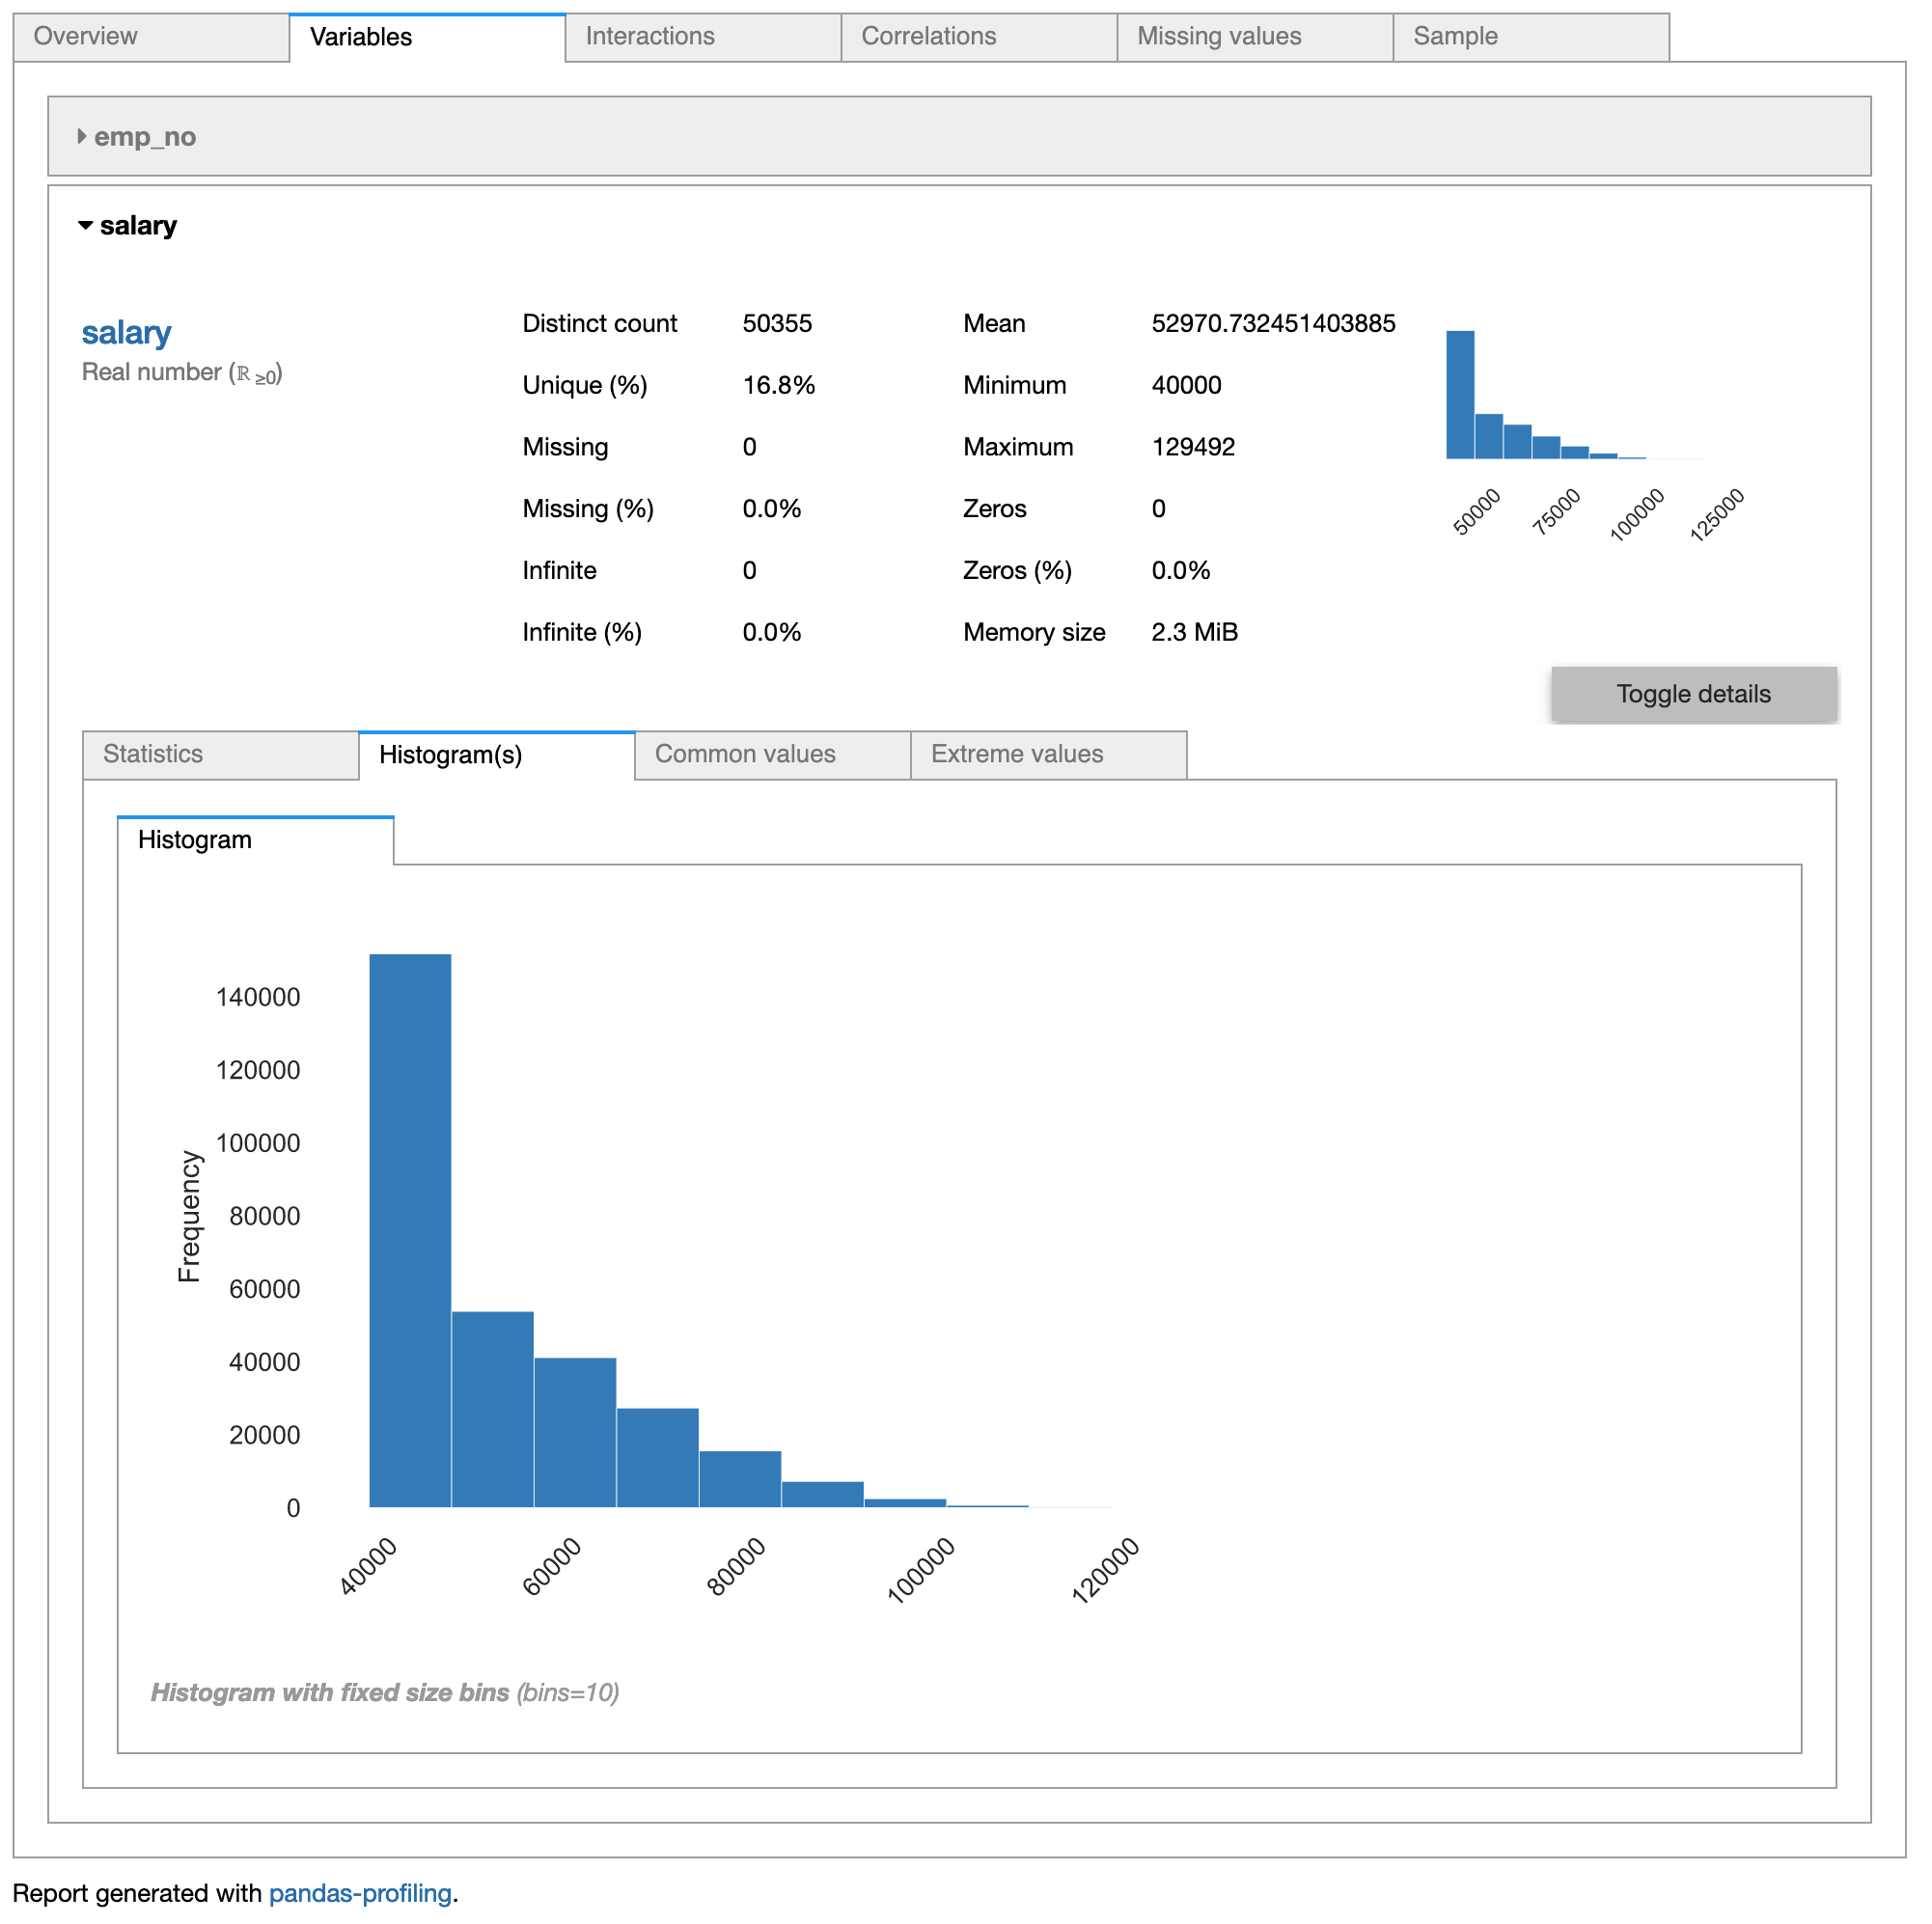 Overview Variables Interactions Correlations Missing values Sample
emp_no
salary
salary
Real number (ℝ ≥0)
Distinct count 50355
Unique (%) 16.8%
Missing 0
Missing (%) 0.0%
Infinite 0
Infinite (%) 0.0%
Mean 52970.732451403885
Minimum 40000
Maximum 129492
Zeros 0
Zeros (%) 0.0%
Memory size 2.3 MiB
50000 75000 100000 125000
Toggle details
Statistics Histogram(s) Common values Extreme values
Histogram
Frequency
140000
120000
100000
80000
60000
40000
20000
0
40000 60000 80000 100000 120000
Histogram with fixed size bins (bins=10)
Report generated with pandas-profiling.